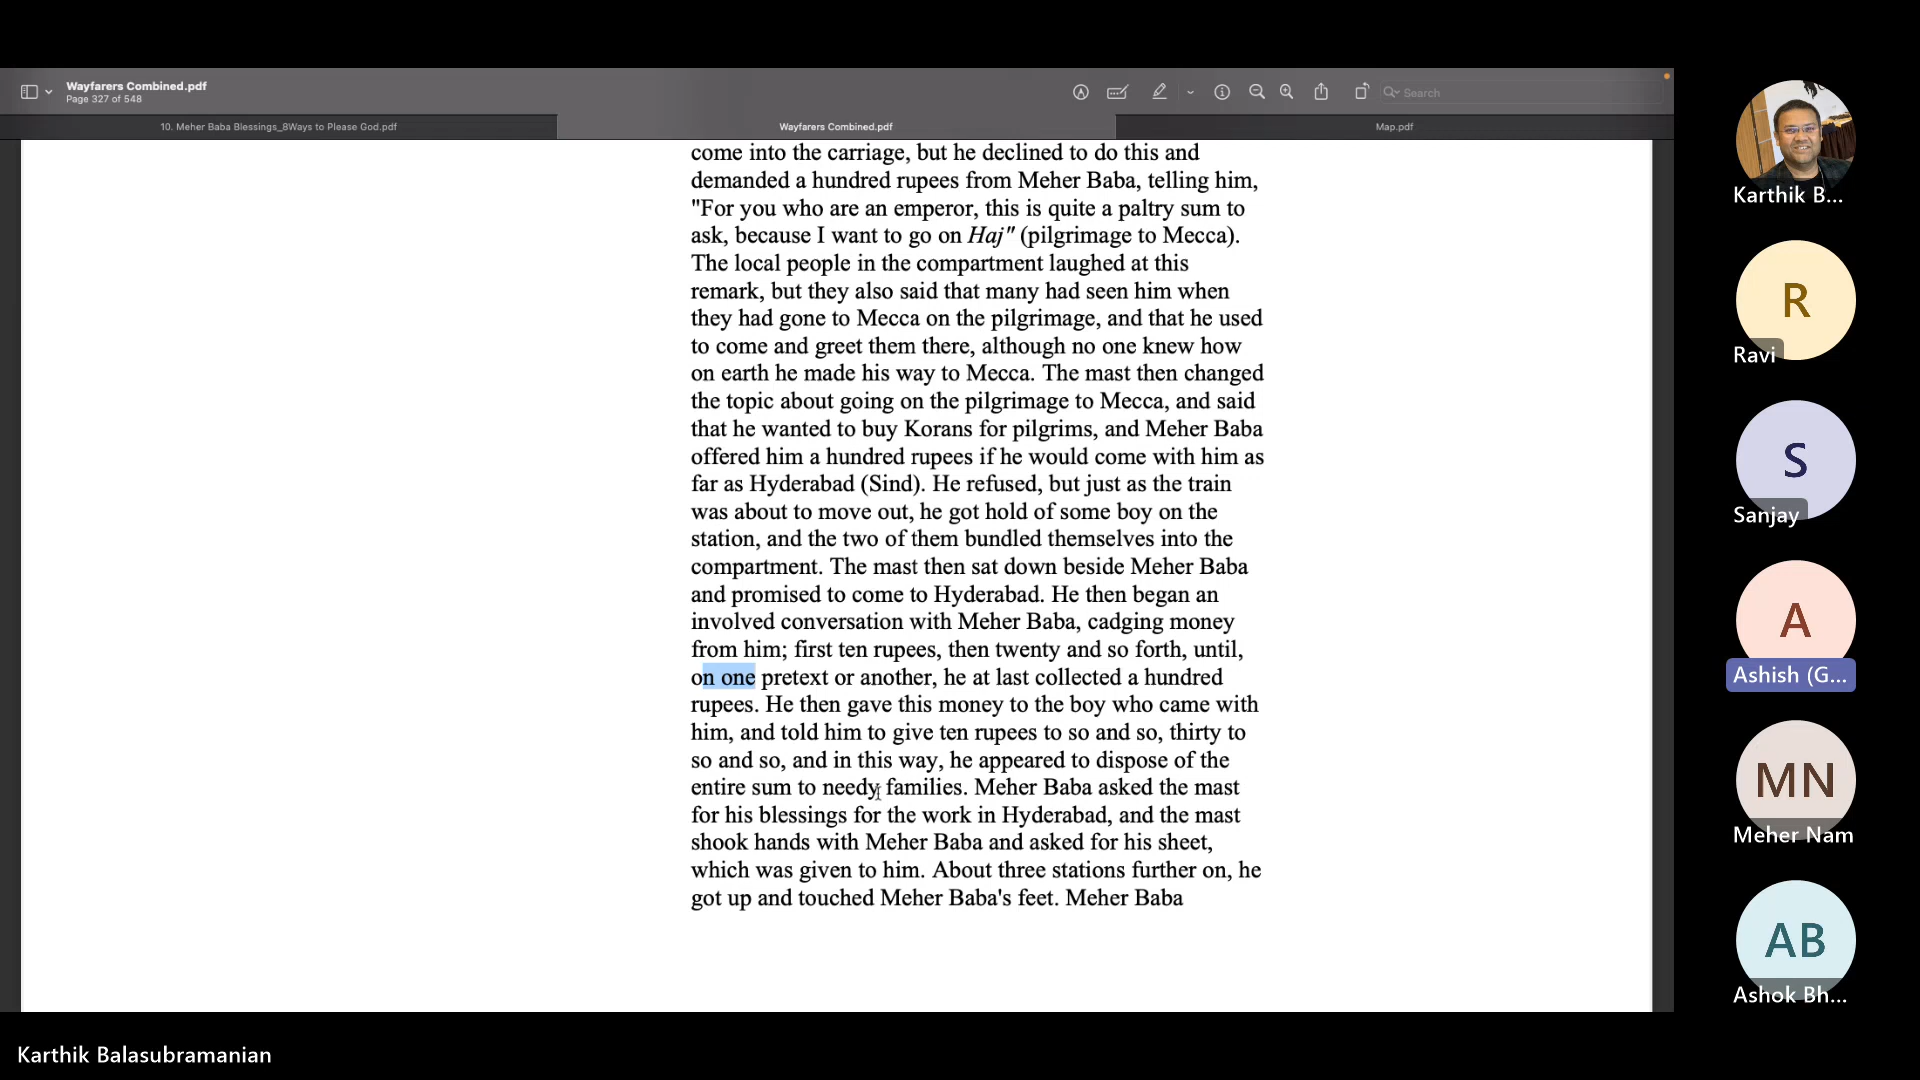 Wayfarers Combined.pdf
Page 327 of 548
Search
10. Meher Baba Blessings_8Ways to Please God.pdf
Wayfarers Combined.pdf
Map.pdf
come into the carriage, but he declined to do this and
demanded a hundred rupees from Meher Baba, telling him,
"For you who are an emperor, this is quite a paltry sum to
ask, because I want to go on Haj" (pilgrimage to Mecca).
The local people in the compartment laughed at this
remark, but they also said that many had seen him when
they had gone to Mecca on the pilgrimage, and that he used
to come and greet them there, although no one knew how
on earth he made his way to Mecca. The mast then changed
the topic about going on the pilgrimage to Mecca, and said
that he wanted to buy Korans for pilgrims, and Meher Baba
offered him a hundred rupees if he would come with him as
far as Hyderabad (Sind). He refused, but just as the train
was about to move out, he got hold of some boy on the
station, and the two of them bundled themselves into the
compartment. The mast then sat down beside Meher Baba
and promised to come to Hyderabad. He then began an
involved conversation with Meher Baba, cadging money
from him; first ten rupees, then twenty and so forth, until,
on one pretext or another, he at last collected a hundred
rupees. He then gave this money to the boy who came with
him, and told him to give ten rupees to so and so, thirty to
so and so, and in this way, he appeared to dispose of the
entire sum to needy families. Meher Baba asked the mast
for his blessings for the work in Hyderabad, and the mast
shook hands with Meher Baba and asked for his sheet,
which was given to him. About three stations further on, he
got up and touched Meher Baba's feet. Meher Baba
Karthik B...
R
Ravi
S
Sanjay
A
Ashish (G...
MN
Meher Nam
AB
Ashok Bh...
Karthik Balasubramanian